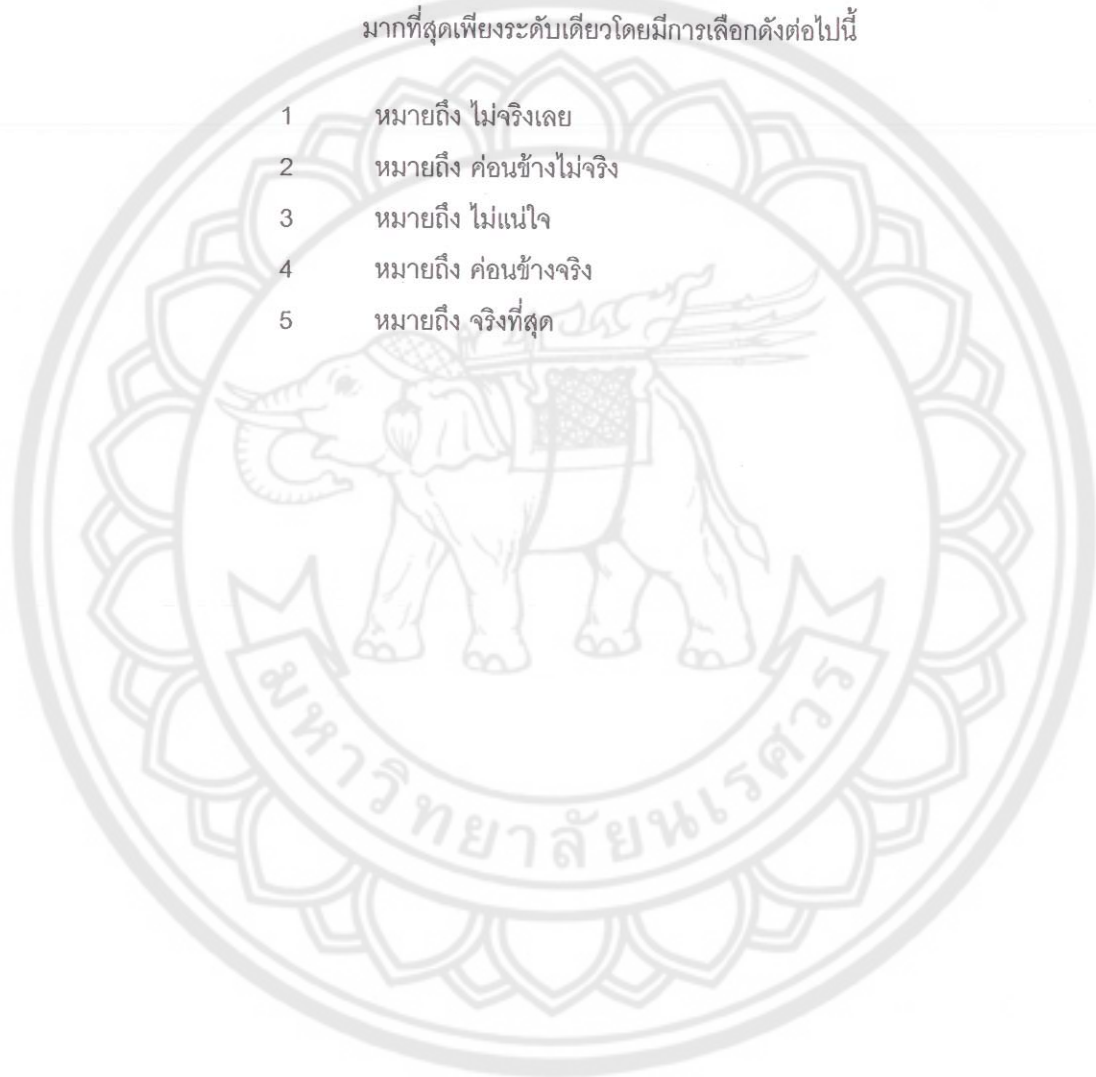 มากที่สุดเพียงระดับเดียวโดยมีการเลือกดังต่อไปนี้
1 หมายถึง ไม่จริงเลย
2 หมายถึง ค่อนข้างไม่จริง
3 หมายถึง ไม่แน่ใจ
4 หมายถึง ค่อนข้างจริง
5 หมายถึง จริงที่สุด
มหาวิทยาลัยนเรศวร